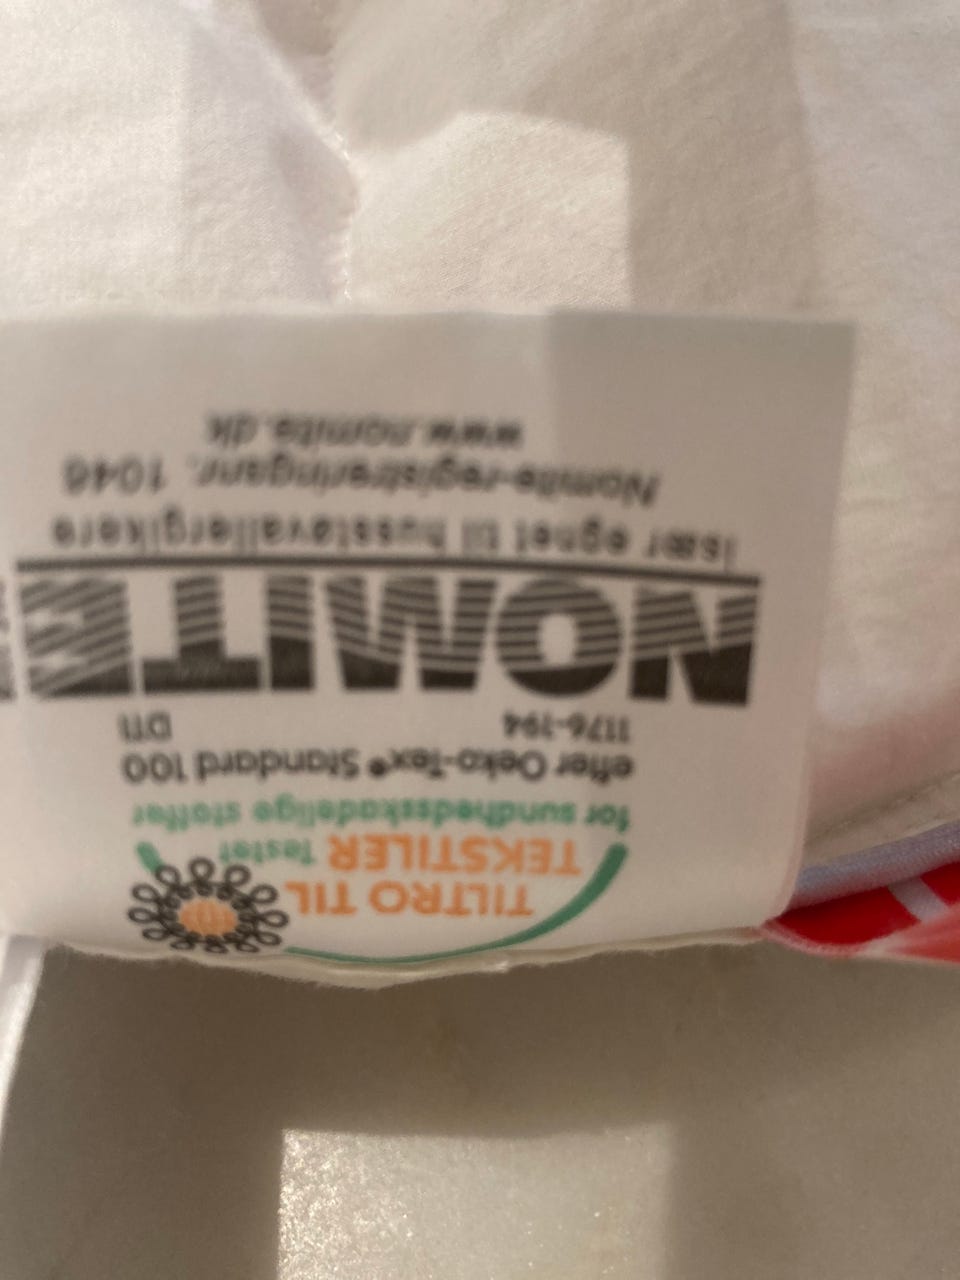 TILTRO TIL
TEKSTILER testet
for sundhedsskadelige stoffer
efter Oeko-Tex® Standard 100
1176-194 DTI
NOMITE
Især egnet til husstøvallergikere
Nomite-registreringsnr. 1046
www.nomite.dk